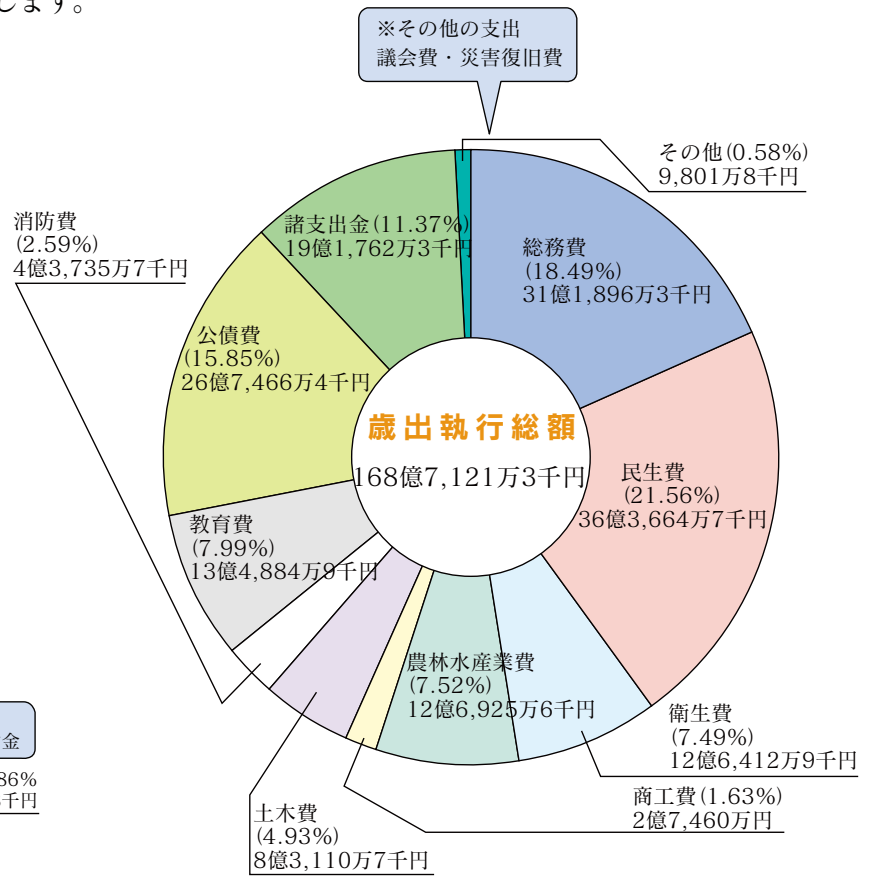 します。
※その他の支出
議会費・災害復旧費
その他(0.58%)
9,801万8千円
総務費
(18.49%)
31億1,896万3千円
民生費
(21.56%)
36億3,664万7千円
衛生費
(7.49%)
12億6,412万9千円
商工費(1.63%)
2億7,460万円
農林水産業費
(7.52%)
12億6,925万6千円
土木費
(4.93%)
8億3,110万7千円
消防費
(2.59%)
4億3,735万7千円
教育費
(7.99%)
13億4,884万9千円
公債費
(15.85%)
26億7,466万4千円
諸支出金(11.37%)
19億1,762万3千円
歳出執行総額
168億7,121万3千円
金
86%
千円